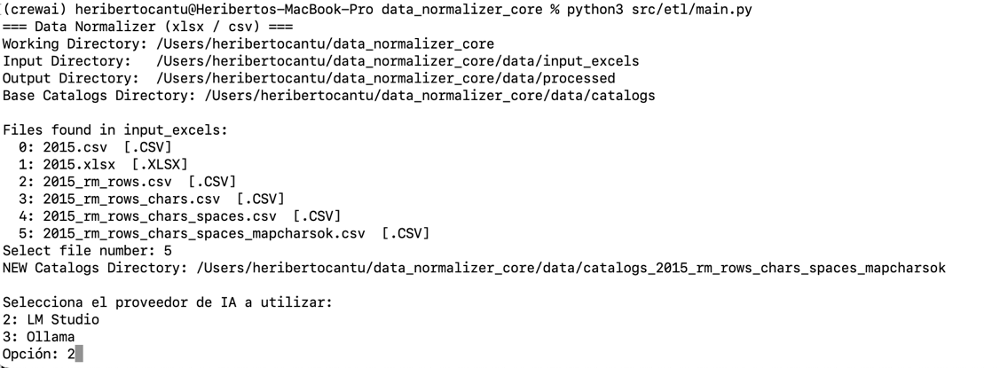 (crewai) heribertocantu@Heribertos-MacBook-Pro data_normalizer_core % python3 src/etl/main.py
=== Data Normalizer (xlsx / csv) ===
Working Directory: /Users/heribertocantu/data_normalizer_core
Input Directory:   /Users/heribertocantu/data_normalizer_core/data/input_excels
Output Directory:  /Users/heribertocantu/data_normalizer_core/data/processed
Base Catalogs Directory: /Users/heribertocantu/data_normalizer_core/data/catalogs

Files found in input_excels:
  0: 2015.csv  [.CSV]
  1: 2015.xlsx  [.XLSX]
  2: 2015_rm_rows.csv  [.CSV]
  3: 2015_rm_rows_chars.csv  [.CSV]
  4: 2015_rm_rows_chars_spaces.csv  [.CSV]
  5: 2015_rm_rows_chars_spaces_mapcharsok.csv  [.CSV]
Select file number: 5
NEW Catalogs Directory: /Users/heribertocantu/data_normalizer_core/data/catalogs_2015_rm_rows_chars_spaces_mapcharsok

Selecciona el proveedor de IA a utilizar:
2: LM Studio
3: Ollama
Opción: 2